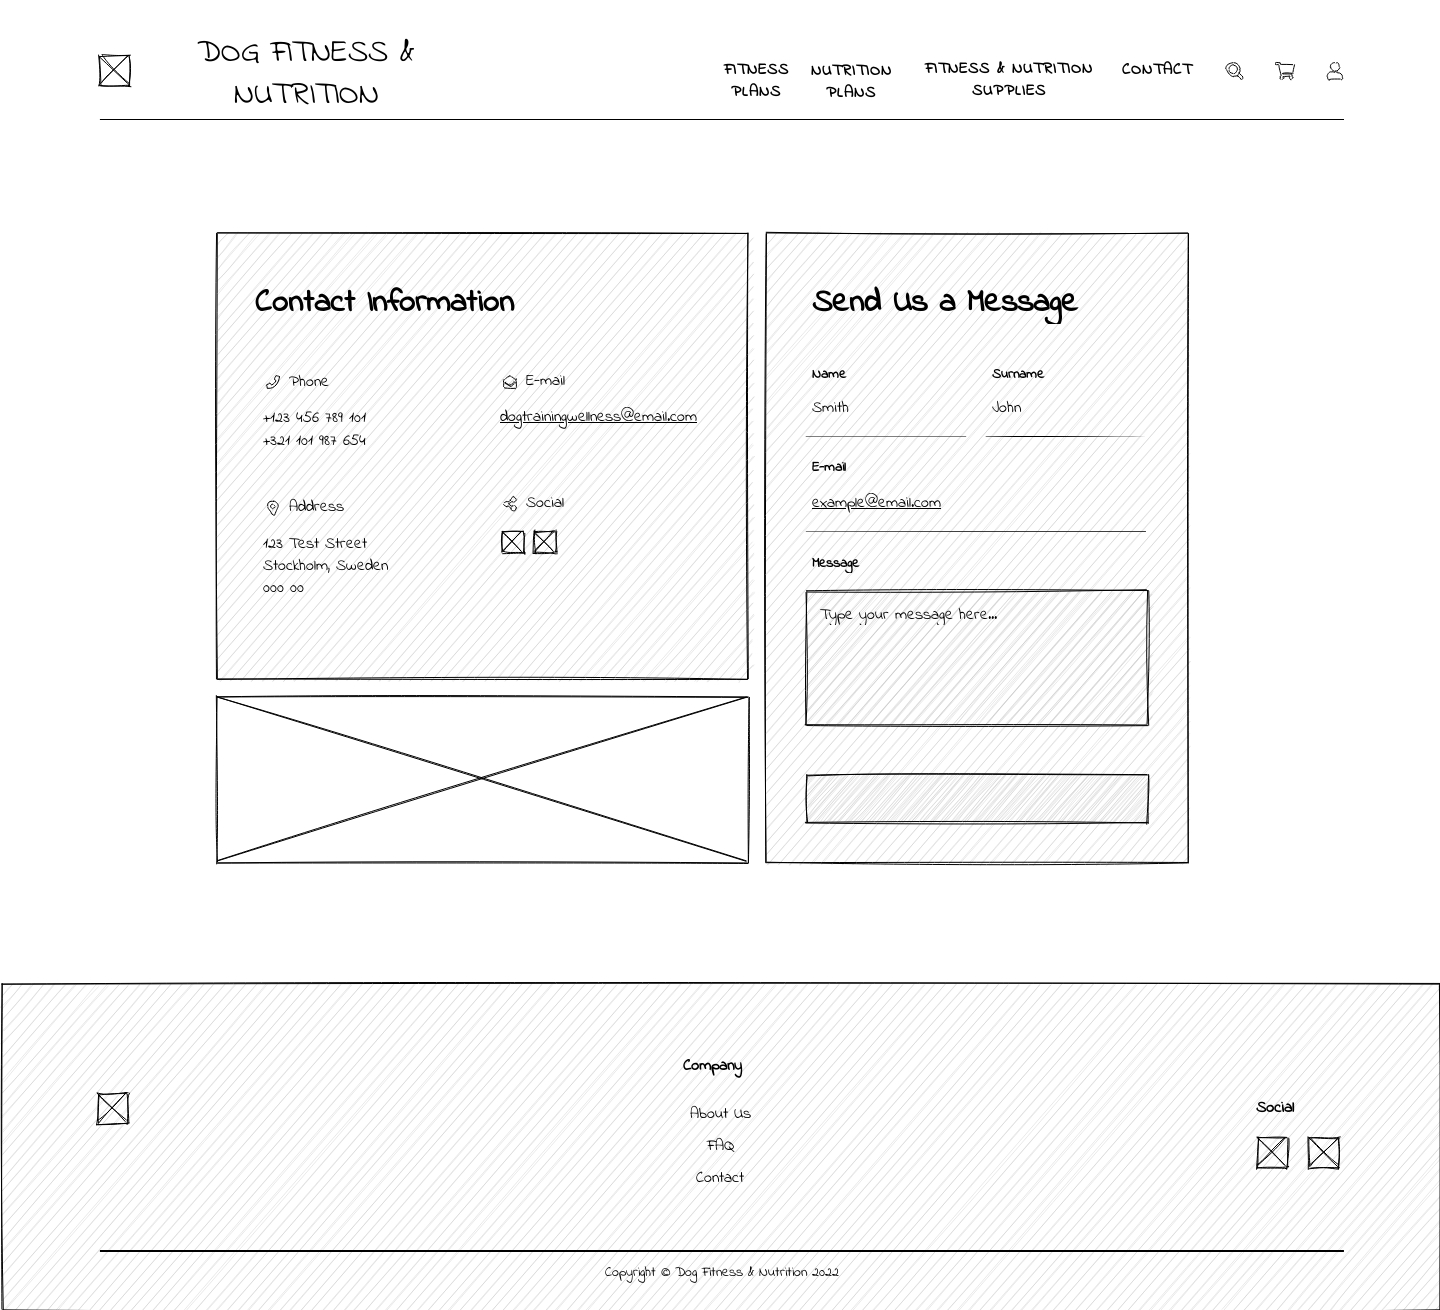 DOG FITNESS &
NUTRITION
FITNESS
PLANS
NUTRITION
PLANS
FITNESS & NUTRITION
SUPPLIES
CONTACT
Contact Information
Phone
+123 456 789 101
+321 101 987 654
E-mail
dogtrainingwellness@email.com
Address
123 Test Street
Stockholm, Sweden
000 00
Social
Send Us a Message
Name
Surname
Smith
John
E-mail
example@email.com
Message
Type your message here...
Company
About Us
FAQ
Contact
Social
Copyright © Dog Fitness & Nutrition 2022